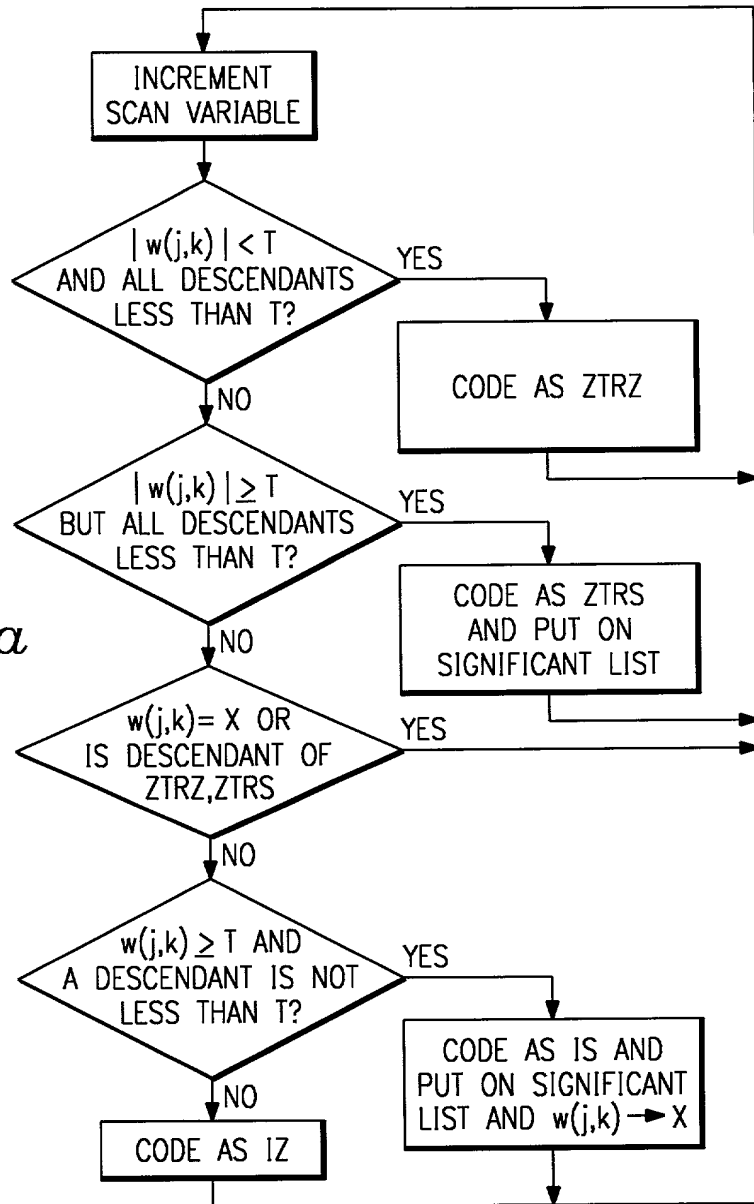 INCREMENT
SCAN VARIABLE
| w(j,k) | < T
AND ALL DESCENDANTS
LESS THAN T?
YES
CODE AS ZTRZ
NO
| w(j,k) | ≥ T
BUT ALL DESCENDANTS
LESS THAN T?
YES
CODE AS ZTRS
AND PUT ON
SIGNIFICANT LIST
NO
a
w(j,k)= X OR
IS DESCENDANT OF
ZTRZ,ZTRS
YES
NO
w(j,k) ≥ T AND
A DESCENDANT IS NOT
LESS THAN T?
YES
CODE AS IS AND
PUT ON SIGNIFICANT
LIST AND w(j,k) → X
NO
CODE AS IZ